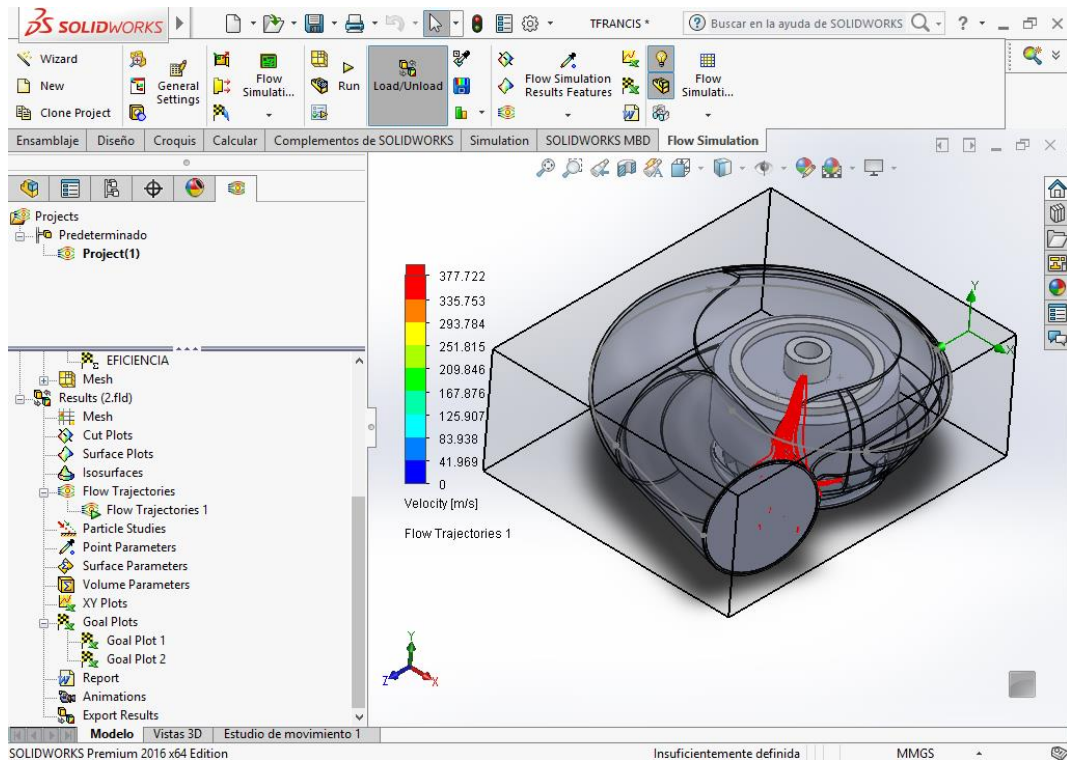 SOLIDWORKS
TFRANCIS *
Buscar en la ayuda de SOLIDWORKS
?
Wizard
New
Clone Project
General Settings
Flow Simulati...
Run
Load/Unload
Flow Simulation Results Features
Flow Simulati...
Ensamblaje
Diseño
Croquis
Calcular
Complementos de SOLIDWORKS
Simulation
SOLIDWORKS MBD
Flow Simulation
Projects
Predeterminado
Project(1)
EFICIENCIA
Mesh
Results (2.fld)
Mesh
Cut Plots
Surface Plots
Isosurfaces
Flow Trajectories
Flow Trajectories 1
Particle Studies
Point Parameters
Surface Parameters
Volume Parameters
XY Plots
Goal Plots
Goal Plot 1
Goal Plot 2
Report
Animations
Export Results
377.722
335.753
293.784
251.815
209.846
167.876
125.907
83.938
41.969
0
Velocity [m/s]
Flow Trajectories 1
Y
X
Y
Z
X
Modelo
Vistas 3D
Estudio de movimiento 1
SOLIDWORKS Premium 2016 x64 Edition
Insuficientemente definida
MMGS